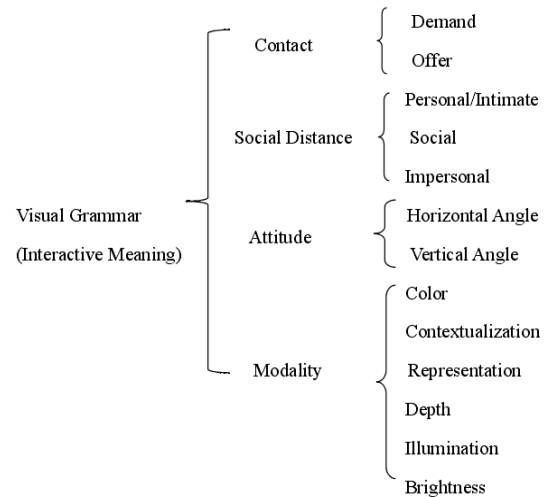 Visual Grammar
(Interactive Meaning)
Contact
Demand
Offer
Social Distance
Personal/Intimate
Social
Impersonal
Attitude
Horizontal Angle
Vertical Angle
Modality
Color
Contextualization
Representation
Depth
Illumination
Brightness